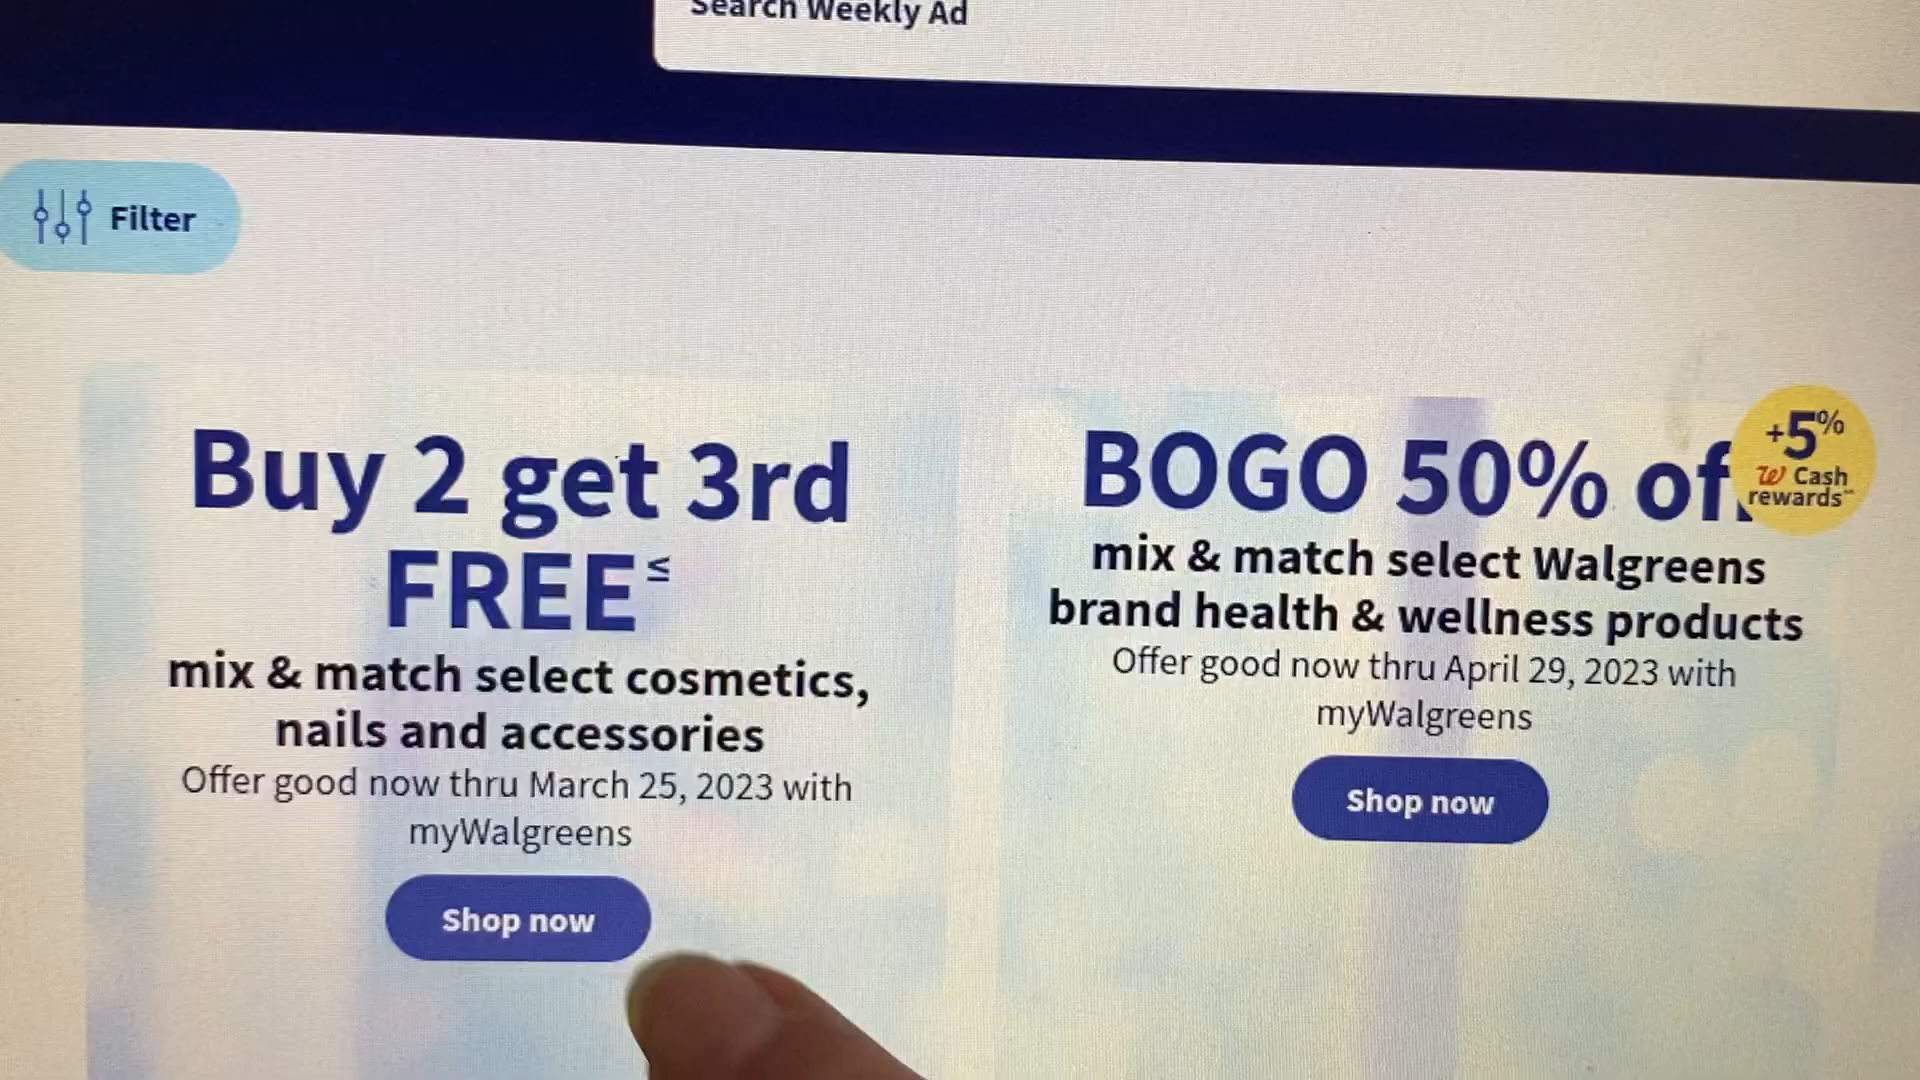 Search Weekly Ad
Filter
Buy 2 get 3rd
FREE≤
mix & match select cosmetics,
nails and accessories
Offer good now thru March 25, 2023 with
myWalgreens
Shop now
BOGO 50% off
+5%
W Cash
rewards™
mix & match select Walgreens
brand health & wellness products
Offer good now thru April 29, 2023 with
myWalgreens
Shop now